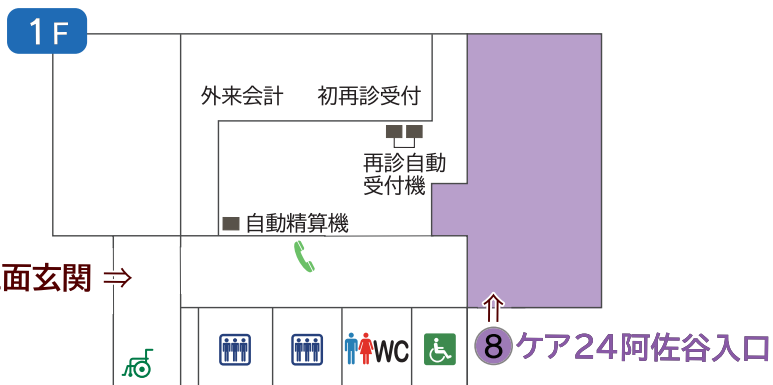 1F
外来会計
初再診受付
再診自動
受付機
自動精算機
面玄関
WC
8 ケア24阿佐谷入口